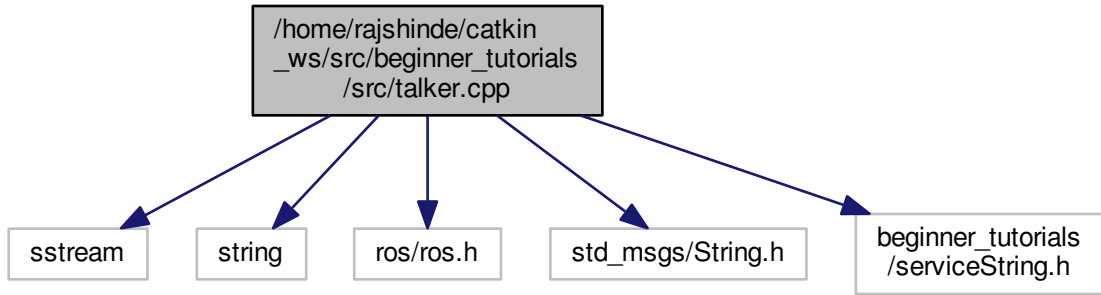 /home/rajshinde/catkin
_ws/src/beginner_tutorials
/src/talker.cpp
sstream
string
ros/ros.h
std_msgs/String.h
beginner_tutorials
/serviceString.h